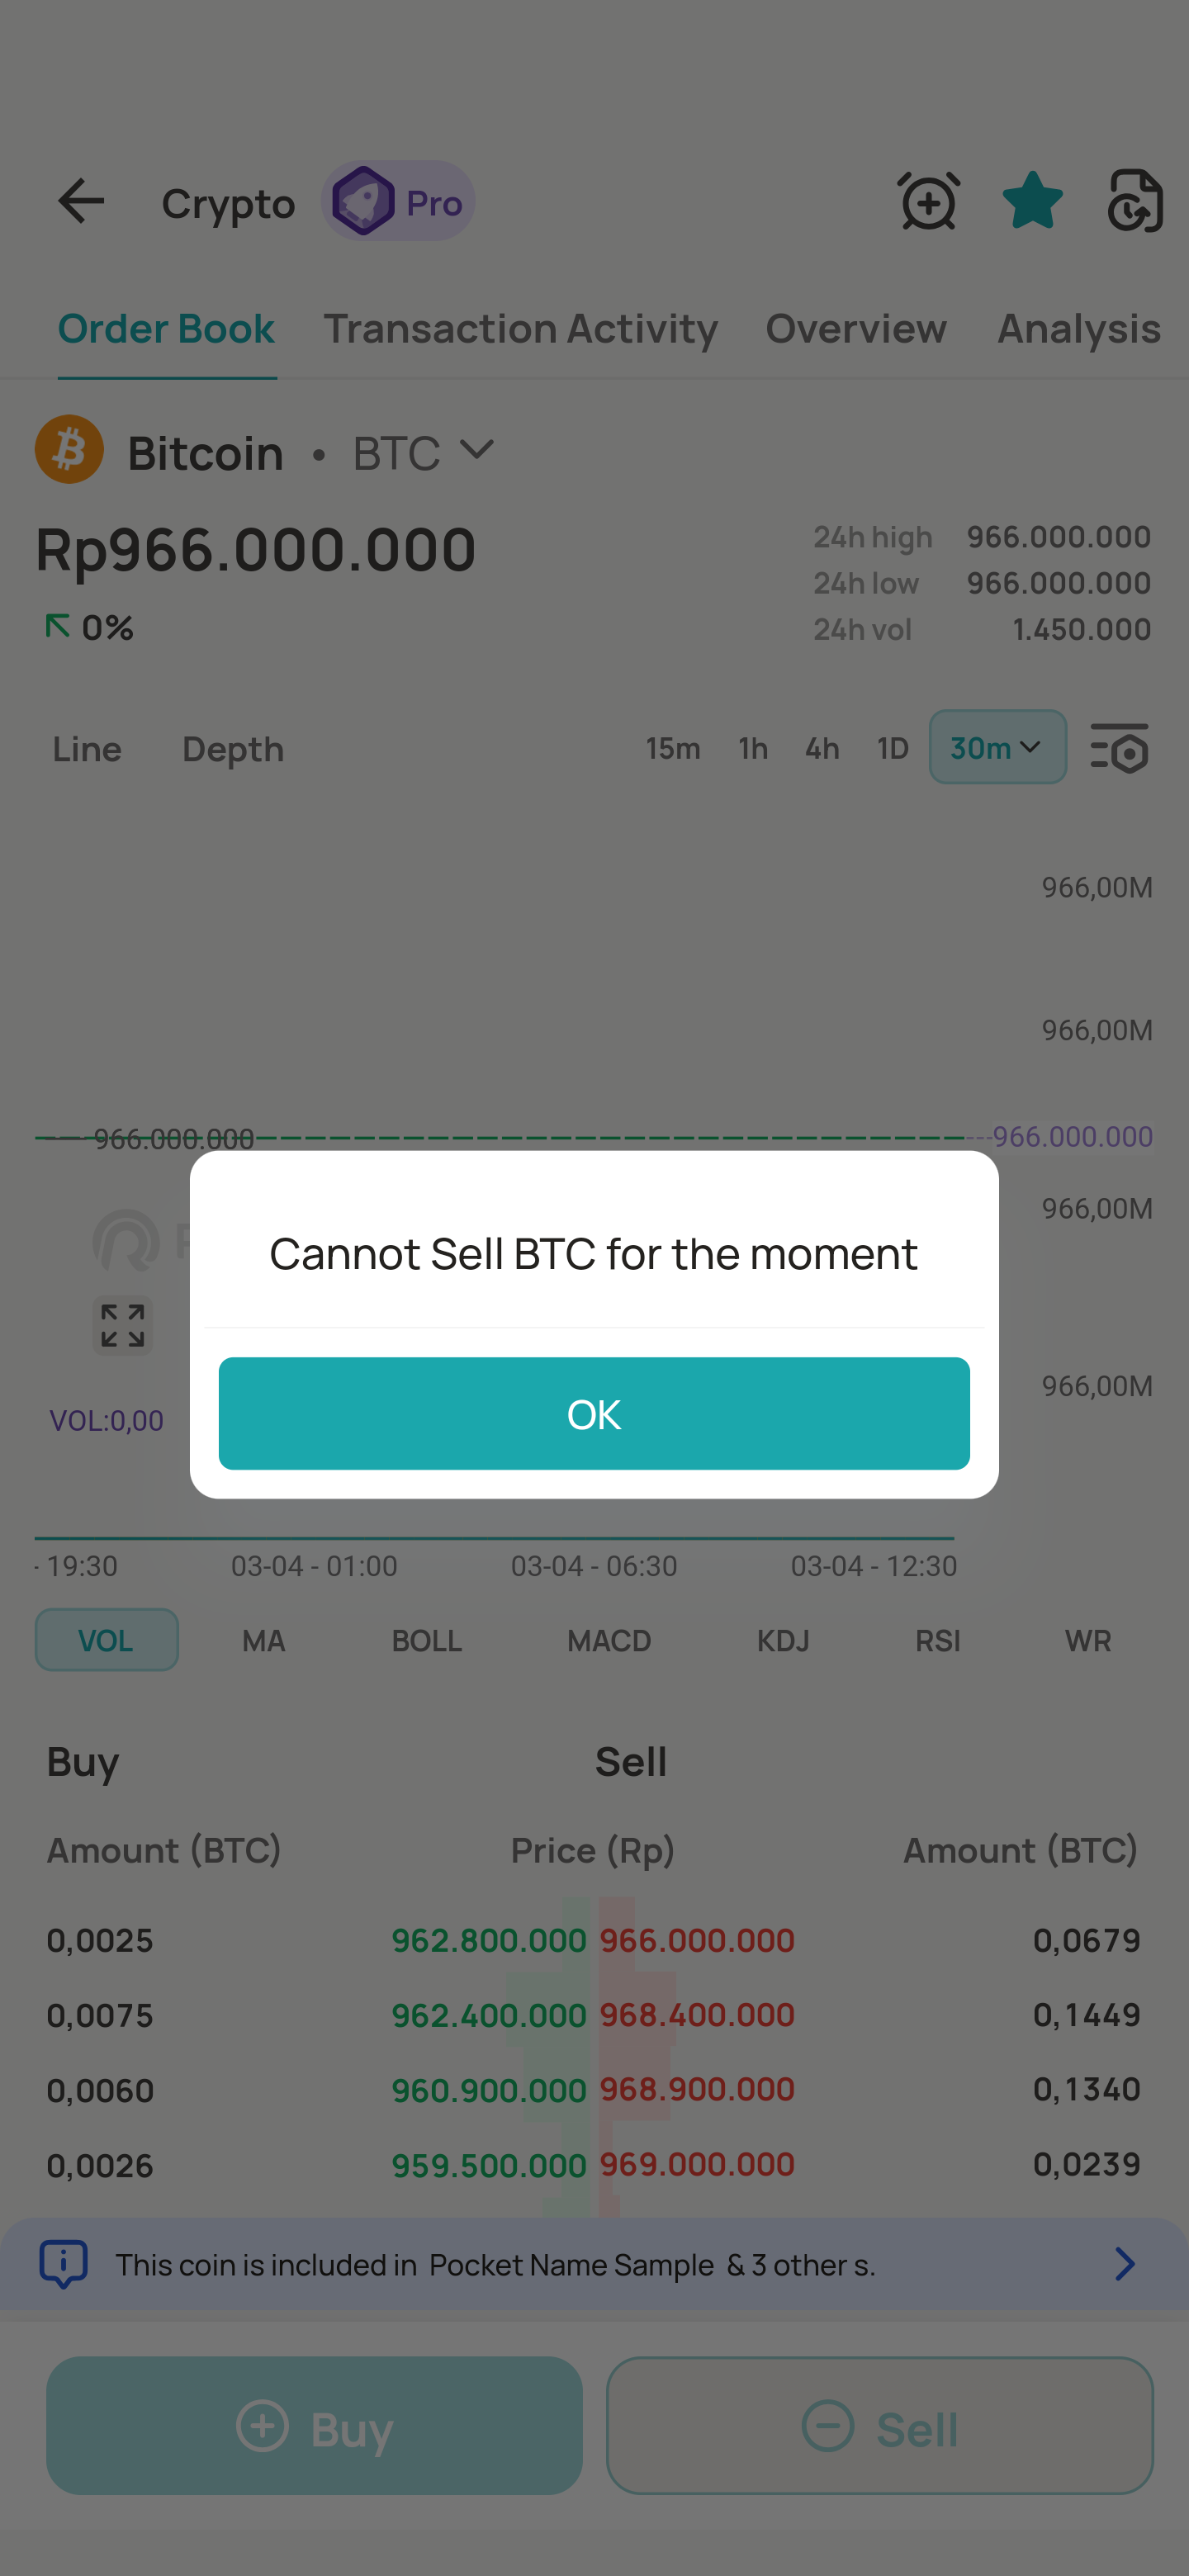 Crypto Pro
Order Book Transaction Activity Overview Analysis
Bitcoin • BTC
Rp966.000.000
0%
24h high 966.000.000
24h low 966.000.000
24h vol 1.450.000
Line Depth 15m 1h 4h 1D 30m
966,00M
966,00M
966.000.000 966.000.000
966,00M
Cannot Sell BTC for the moment
OK
966,00M
VOL:0,00
- 19:30 03-04 - 01:00 03-04 - 06:30 03-04 - 12:30
VOL MA BOLL MACD KDJ RSI WR
Buy Sell
Amount (BTC) Price (Rp) Amount (BTC)
0,0025 962.800.000 966.000.000 0,0679
0,0075 962.400.000 968.400.000 0,1449
0,0060 960.900.000 968.900.000 0,1340
0,0026 959.500.000 969.000.000 0,0239
This coin is included in Pocket Name Sample & 3 other s.
Buy Sell